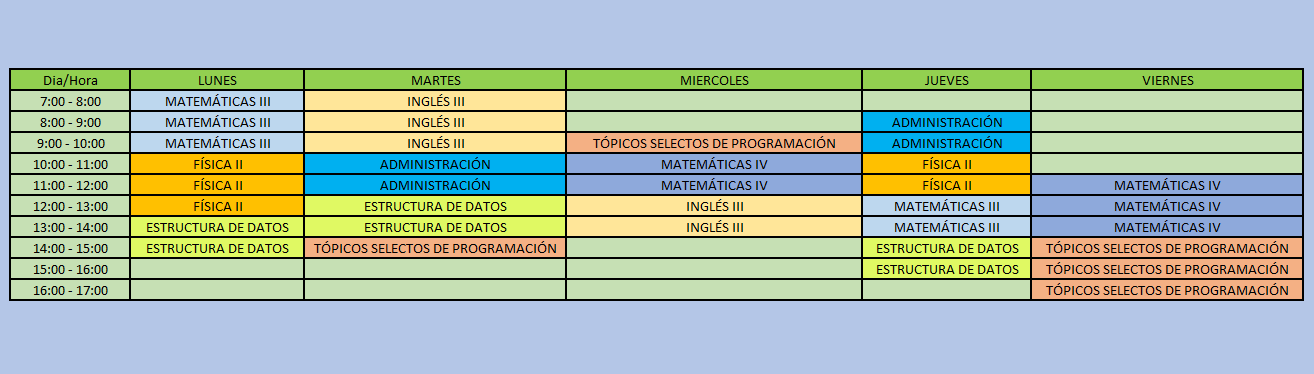 Dia/Hora LUNES MARTES MIERCOLES JUEVES VIERNES
7:00 - 8:00 MATEMÁTICAS III INGLÉS III
8:00 - 9:00 MATEMÁTICAS III INGLÉS III ADMINISTRACIÓN
9:00 - 10:00 MATEMÁTICAS III INGLÉS III TÓPICOS SELECTOS DE PROGRAMACIÓN ADMINISTRACIÓN
10:00 - 11:00 FÍSICA II ADMINISTRACIÓN MATEMÁTICAS IV FÍSICA II
11:00 - 12:00 FÍSICA II ADMINISTRACIÓN MATEMÁTICAS IV FÍSICA II MATEMÁTICAS IV
12:00 - 13:00 FÍSICA II ESTRUCTURA DE DATOS INGLÉS III MATEMÁTICAS III MATEMÁTICAS IV
13:00 - 14:00 ESTRUCTURA DE DATOS ESTRUCTURA DE DATOS INGLÉS III MATEMÁTICAS III MATEMÁTICAS IV
14:00 - 15:00 ESTRUCTURA DE DATOS TÓPICOS SELECTOS DE PROGRAMACIÓN ESTRUCTURA DE DATOS TÓPICOS SELECTOS DE PROGRAMACIÓN
15:00 - 16:00 ESTRUCTURA DE DATOS TÓPICOS SELECTOS DE PROGRAMACIÓN
16:00 - 17:00 TÓPICOS SELECTOS DE PROGRAMACIÓN